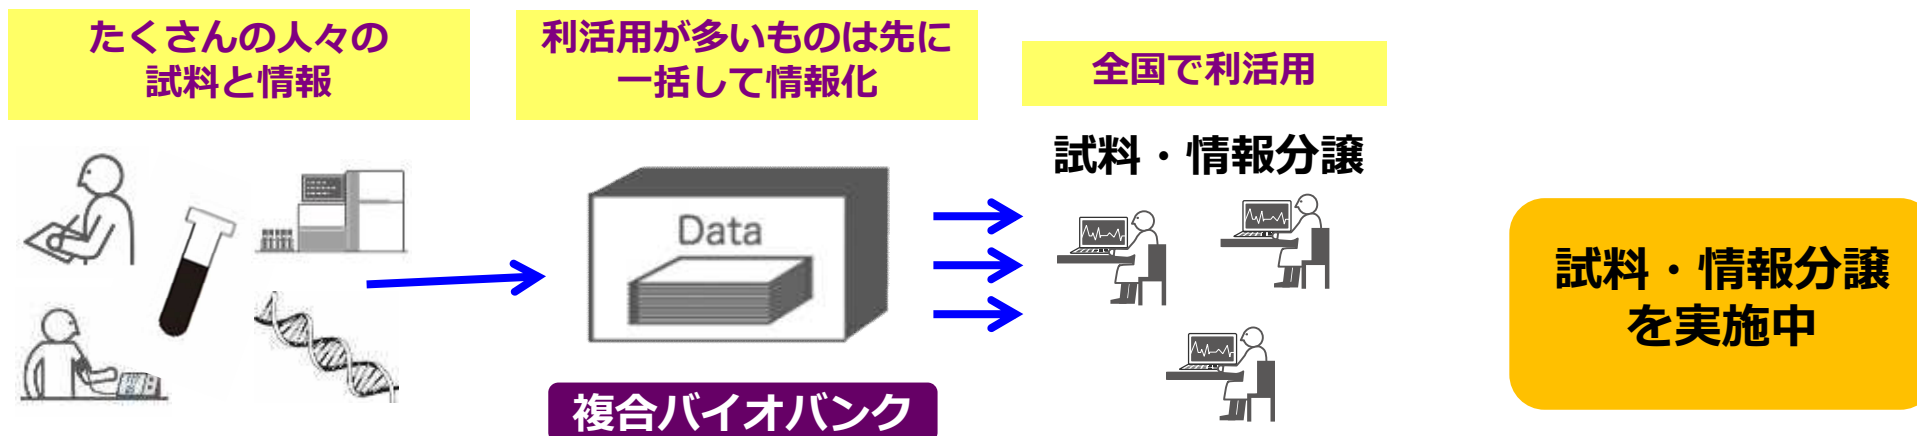 たくさんの人々の
試料と情報
利活用が多いものは先に
一括して情報化
全国で利活用
試料・情報分譲
Data
複合バイオバンク
試料・情報分譲
を実施中